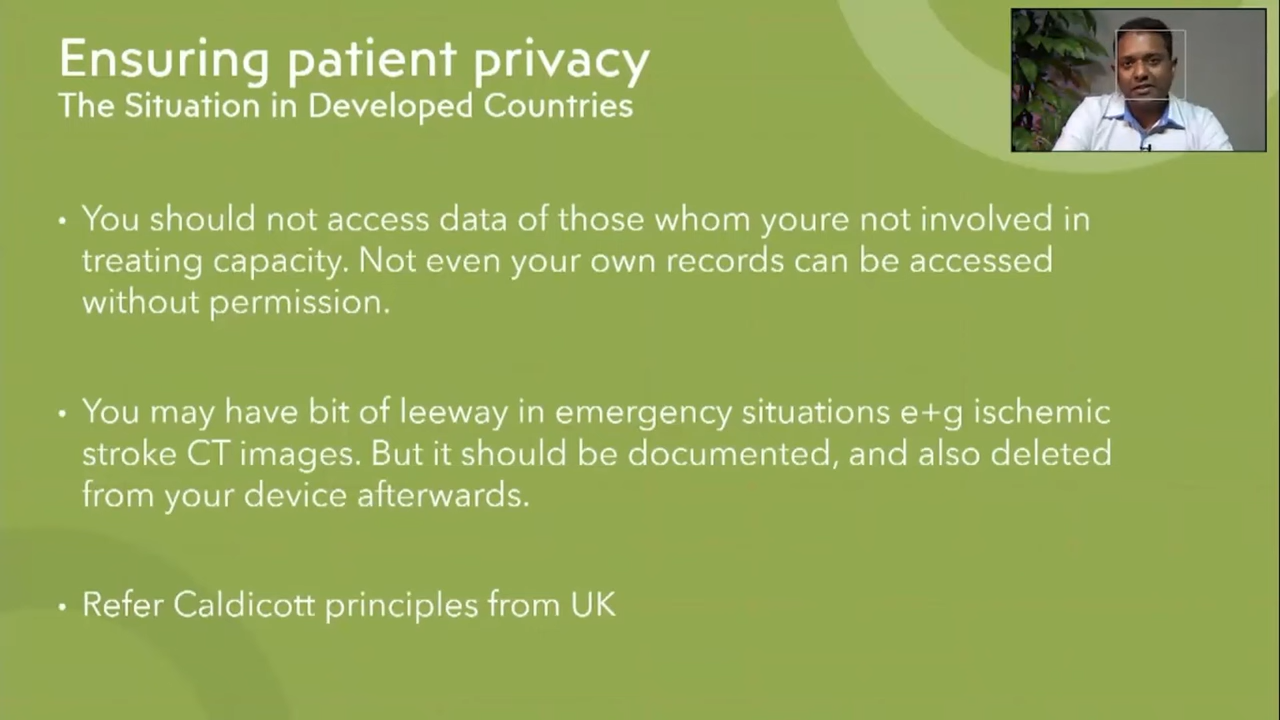 Ensuring patient privacy
The Situation in Developed Countries
• You should not access data of those whom youre not involved in
treating capacity. Not even your own records can be accessed
without permission.
• You may have bit of leeway in emergency situations e+g ischemic
stroke CT images. But it should be documented, and also deleted
from your device afterwards.
• Refer Caldicott principles from UK